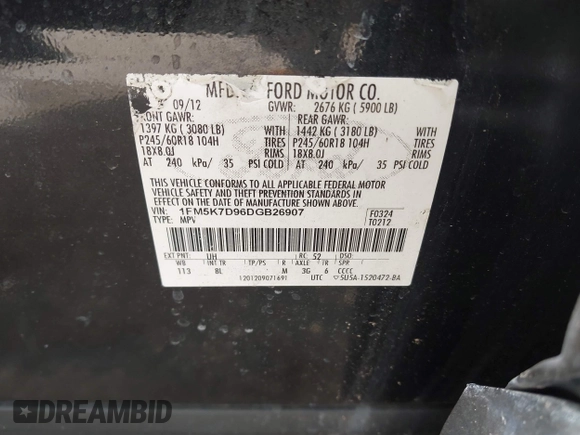 MFD. FORD MOTOR CO.
09/12 GVWR: 2676 KG ( 5900 LB)
FRONT GAWR: REAR GAWR:
1397 KG ( 3080 LB) WITH 1442 KG ( 3180 LB) WITH
P245/60R18 104H TIRES P245/60R18 104H TIRES
18X8.0J RIMS 18X8.0J RIMS
AT 240 kPa/ 35 PSI COLD AT 240 kPa/ 35 PSI COLD
THIS VEHICLE CONFORMS TO ALL APPLICABLE FEDERAL MOTOR
VEHICLE SAFETY AND THEFT PREVENTION STANDARDS IN
EFFECT ON THE DATE OF MANUFACTURE SHOWN ABOVE.
VIN: 1FM5K7D96DGB26907 F0324
TYPE: MPV T0212
EXT PNT: UH RC: 52 DSO:
WB INT TR TP/PS R AXLE TR SPR
113 8L M 3G 6 CCCC
1201209071691 UTC 5USA-1520472-BA
DREAMBID